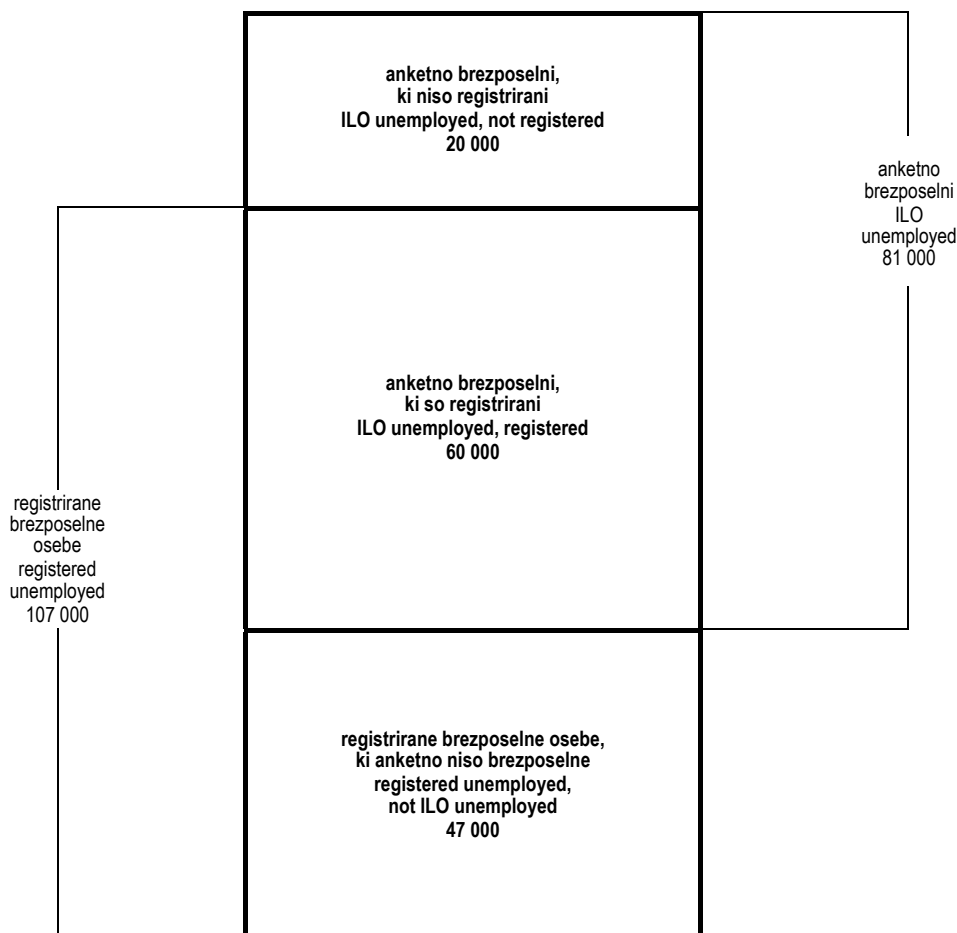 anketno brezposelni,
ki niso registrirani
ILO unemployed, not registered
20 000
anketno
brezposelni
ILO
unemployed
81 000
anketno brezposelni,
ki so registrirani
ILO unemployed, registered
60 000
registrirane
brezposelne
osebe
registered
unemployed
107 000
registrirane brezposelne osebe,
ki anketno niso brezposelne
registered unemployed,
not ILO unemployed
47 000